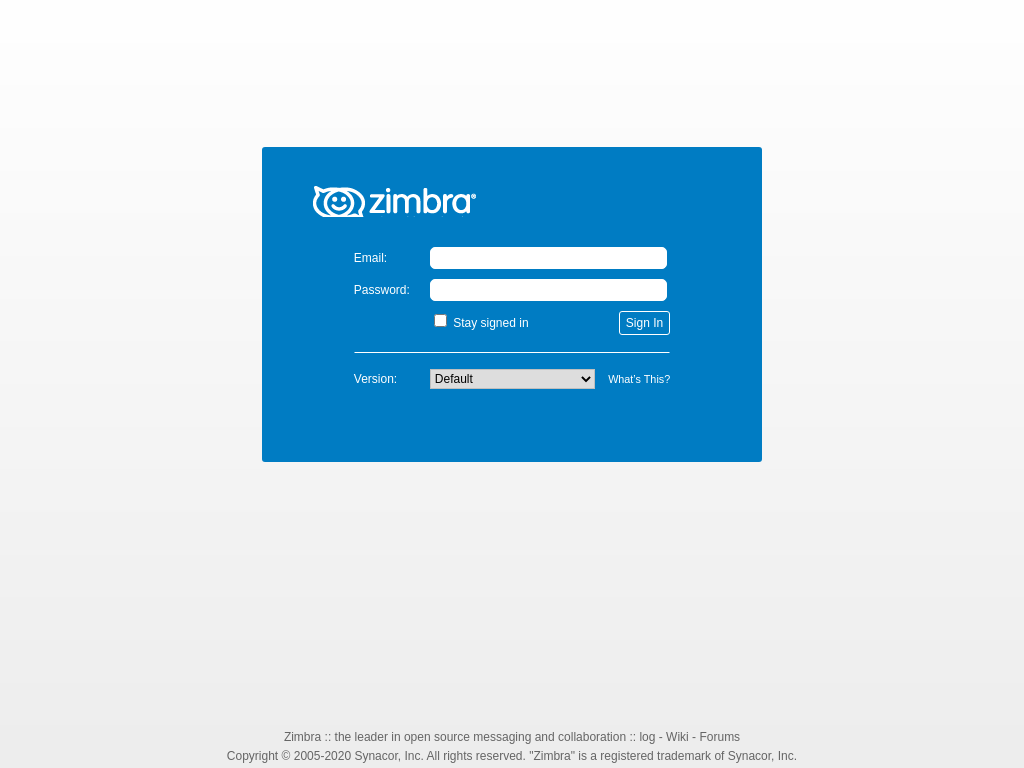 zimbra®
Email:
Password:
Stay signed in
Sign In
Version:
Default
What's This?
Zimbra :: the leader in open source messaging and collaboration :: log - Wiki - Forums
Copyright © 2005-2020 Synacor, Inc. All rights reserved. "Zimbra" is a registered trademark of Synacor, Inc.